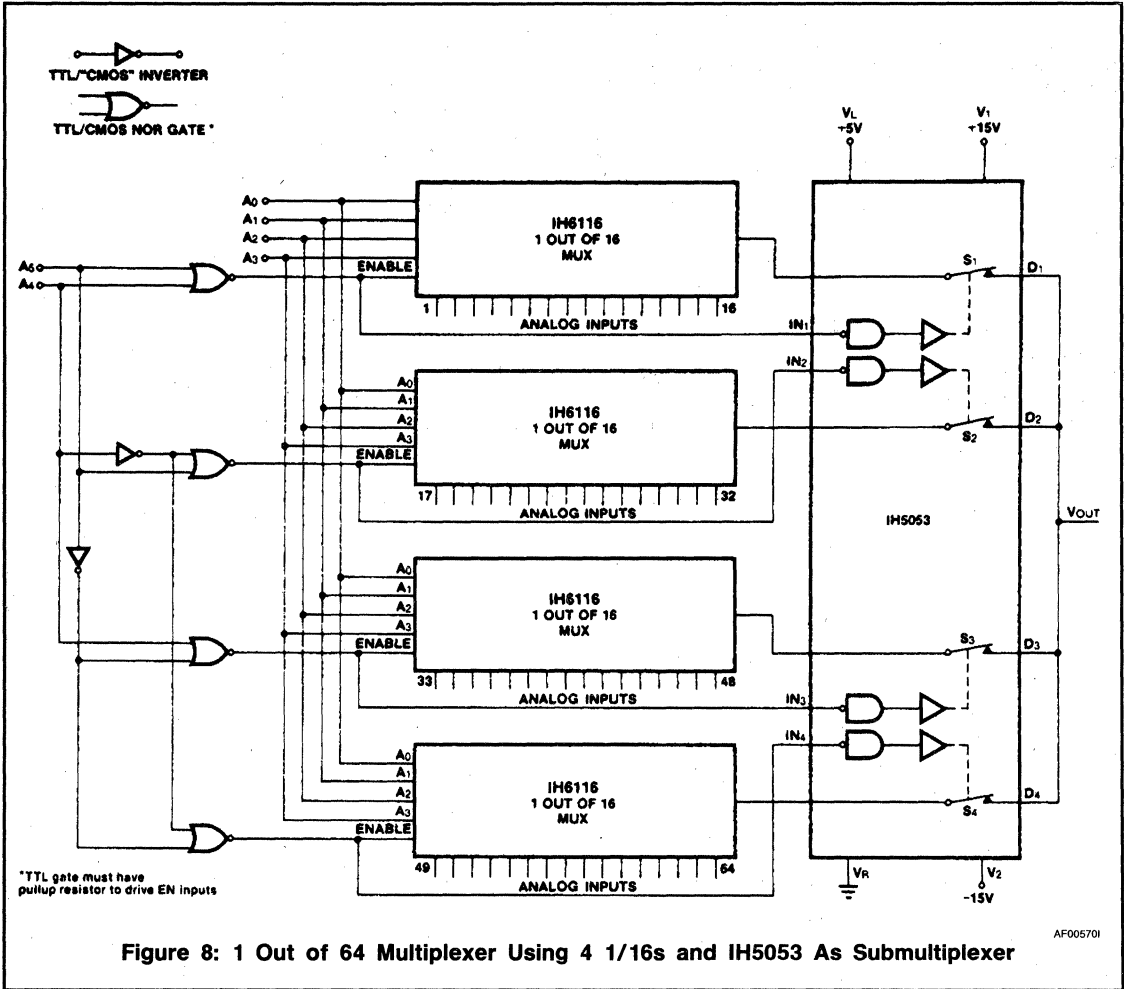 TTL/"CMOS" INVERTER
TTL/CMOS NOR GATE *
VL
+5V
V1
+15V
A0
A1
A2
A3
ENABLE
IH6116
1 OUT OF 16
MUX
1
16
ANALOG INPUTS
A5
A4
S1
D1
IN1
IN2
A0
A1
A2
A3
ENABLE
IH6116
1 OUT OF 16
MUX
17
32
ANALOG INPUTS
S2
D2
IH5053
VOUT
A0
A1
A2
A3
ENABLE
IH6116
1 OUT OF 16
MUX
33
48
ANALOG INPUTS
S3
D3
IN3
IN4
A0
A1
A2
A3
ENABLE
IH6116
1 OUT OF 16
MUX
49
64
ANALOG INPUTS
S4
D4
VR
V2
-15V
*TTL gate must have
pullup resistor to drive EN inputs
AF00570I
Figure 8: 1 Out of 64 Multiplexer Using 4 1/16s and IH5053 As Submultiplexer